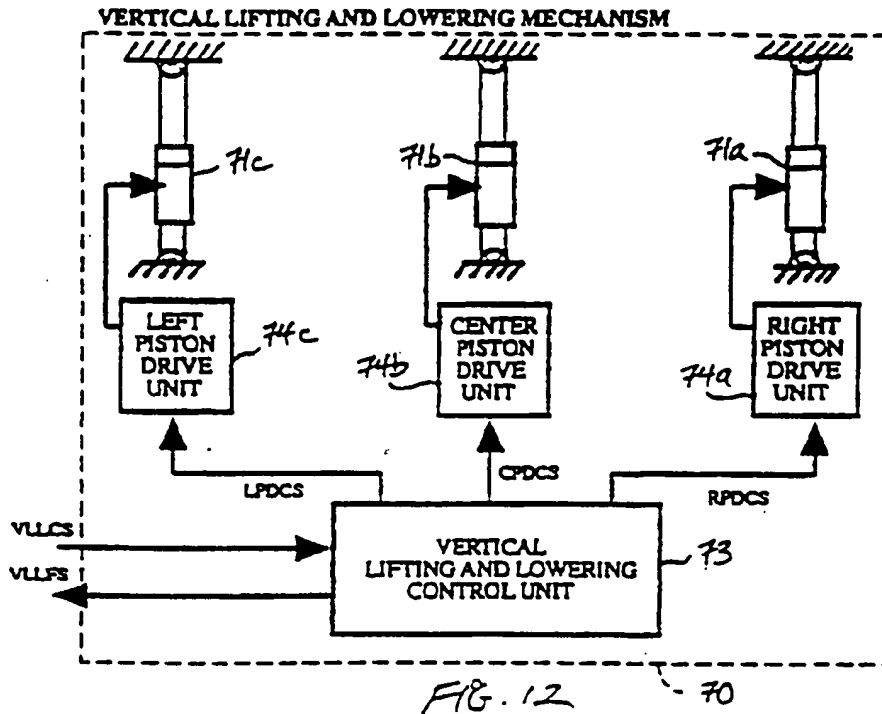 VERTICAL LIFTING AND LOWERING MECHANISM
71c
71b
71a
LEFT
PISTON
DRIVE
UNIT
74c
CENTER
PISTON
DRIVE
UNIT
74b
RIGHT
PISTON
DRIVE
UNIT
74a
LPDCS
CPDCS
RPDCS
VLLCS
VLLFS
VERTICAL
LIFTING AND LOWERING
CONTROL UNIT
73
70
FIG. 12